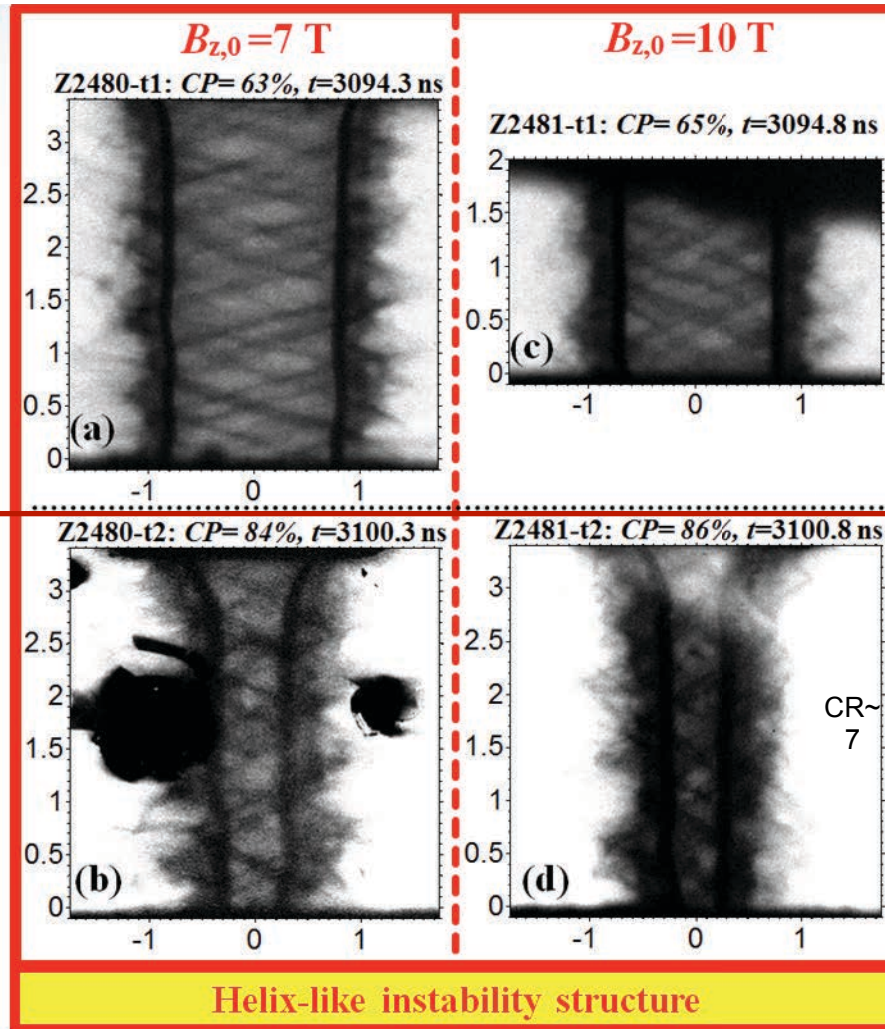 B_z,0 =7 T
B_z,0 =10 T
Z2480-t1: CP= 63%, t=3094.3 ns
3
2.5
2
1.5
1
0.5
0
(a)
-1 0 1
Z2481-t1: CP= 65%, t=3094.8 ns
2
1.5
1
0.5
0
(c)
-1 0 1
Z2480-t2: CP= 84%, t=3100.3 ns
3
2.5
2
1.5
1
0.5
0
(b)
-1 0 1
Z2481-t2: CP= 86%, t=3100.8 ns
3
2.5
2
1.5
1
0.5
0
(d)
-1 0 1
CR~
7
Helix-like instability structure